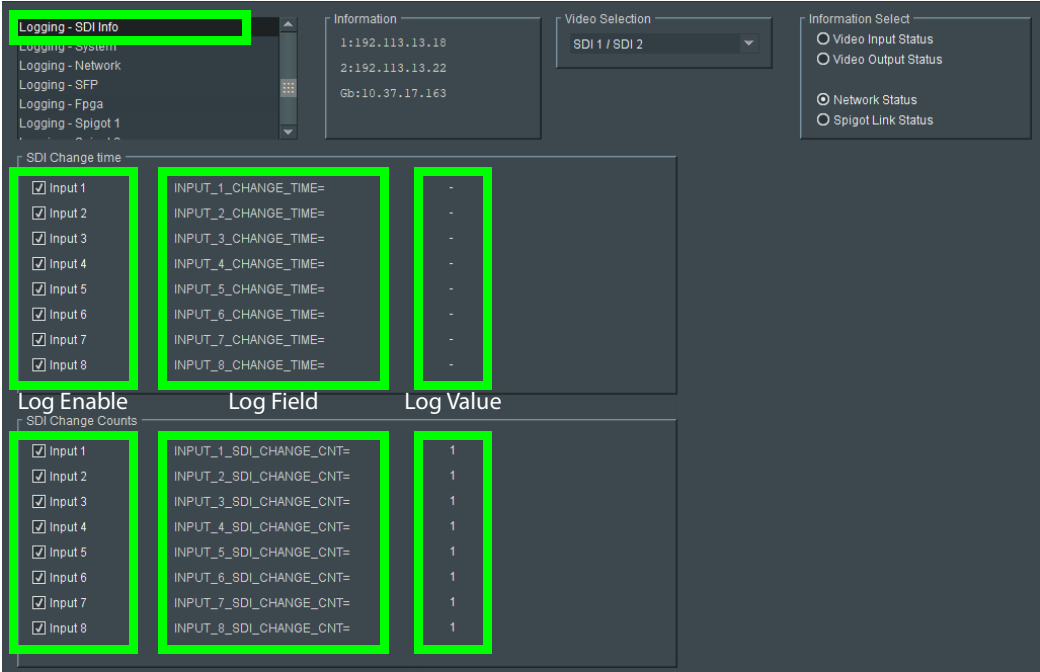 Logging - SDI Info
Logging - System
Logging - Network
Logging - SFP
Logging - Fpga
Logging - Spigot 1
Information
1:192.113.13.18
2:192.113.13.22
Gb:10.37.17.163
Video Selection
SDI 1 / SDI 2
Information Select
Video Input Status
Video Output Status
Network Status
Spigot Link Status
SDI Change time
Input 1 INPUT_1_CHANGE_TIME= -
Input 2 INPUT_2_CHANGE_TIME= -
Input 3 INPUT_3_CHANGE_TIME= -
Input 4 INPUT_4_CHANGE_TIME= -
Input 5 INPUT_5_CHANGE_TIME= -
Input 6 INPUT_6_CHANGE_TIME= -
Input 7 INPUT_7_CHANGE_TIME= -
Input 8 INPUT_8_CHANGE_TIME= -
Log Enable Log Field Log Value
SDI Change Counts
Input 1 INPUT_1_SDI_CHANGE_CNT= 1
Input 2 INPUT_2_SDI_CHANGE_CNT= 1
Input 3 INPUT_3_SDI_CHANGE_CNT= 1
Input 4 INPUT_4_SDI_CHANGE_CNT= 1
Input 5 INPUT_5_SDI_CHANGE_CNT= 1
Input 6 INPUT_6_SDI_CHANGE_CNT= 1
Input 7 INPUT_7_SDI_CHANGE_CNT= 1
Input 8 INPUT_8_SDI_CHANGE_CNT= 1